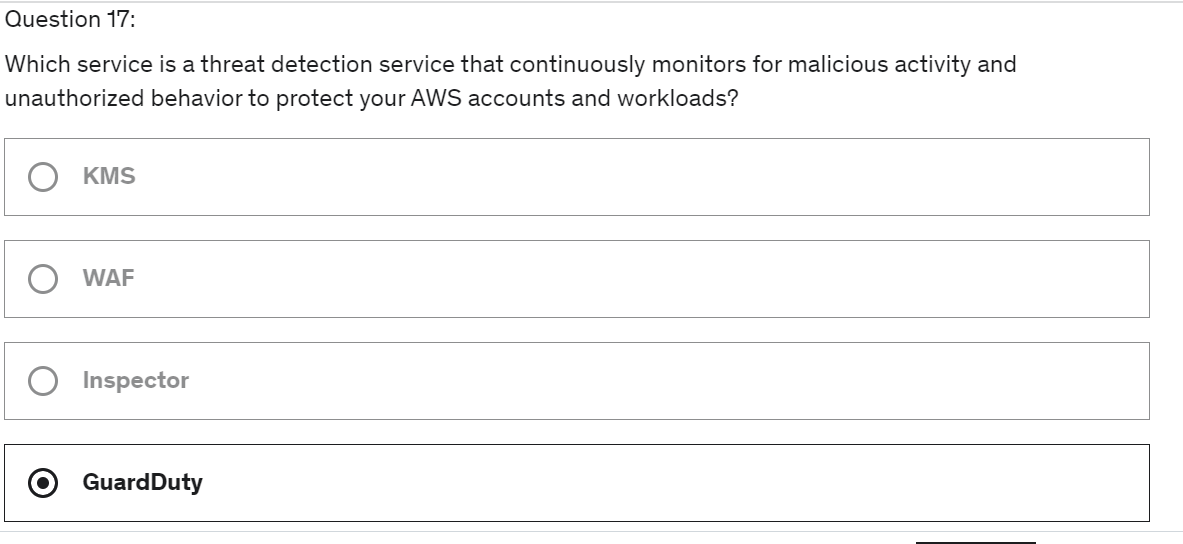 Question 17:
Which service is a threat detection service that continuously monitors for malicious activity and
unauthorized behavior to protect your AWS accounts and workloads?
KMS
WAF
Inspector
GuardDuty